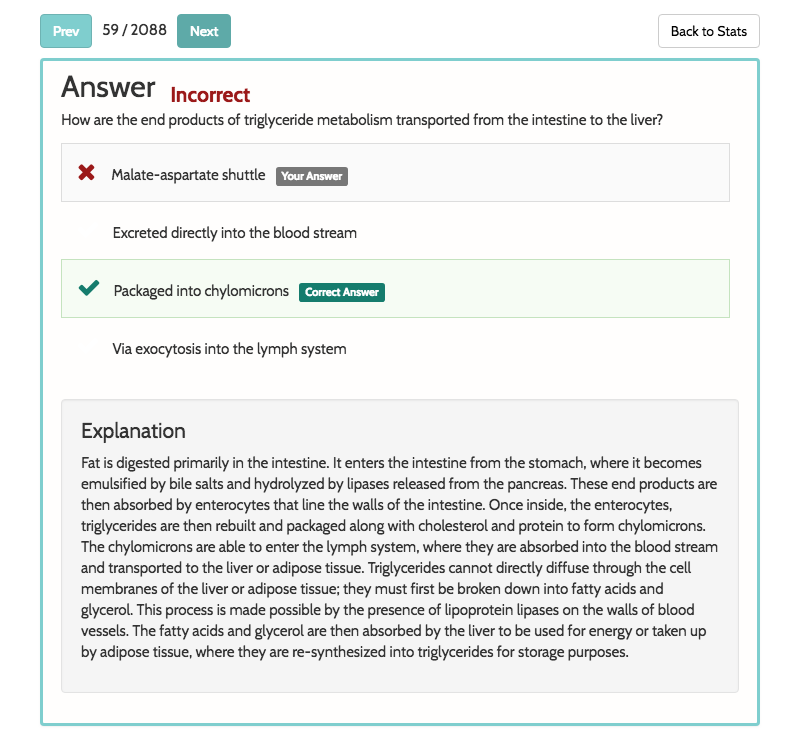 Prev 59 / 2088 Next Back to Stats
Answer Incorrect
How are the end products of triglyceride metabolism transported from the intestine to the liver?
Malate-aspartate shuttle Your Answer
Excreted directly into the blood stream
Packaged into chylomicrons Correct Answer
Via exocytosis into the lymph system
Explanation
Fat is digested primarily in the intestine. It enters the intestine from the stomach, where it becomes
emulsified by bile salts and hydrolyzed by lipases released from the pancreas. These end products are
then absorbed by enterocytes that line the walls of the intestine. Once inside, the enterocytes,
triglycerides are then rebuilt and packaged along with cholesterol and protein to form chylomicrons.
The chylomicrons are able to enter the lymph system, where they are absorbed into the blood stream
and transported to the liver or adipose tissue. Triglycerides cannot directly diffuse through the cell
membranes of the liver or adipose tissue; they must first be broken down into fatty acids and
glycerol. This process is made possible by the presence of lipoprotein lipases on the walls of blood
vessels. The fatty acids and glycerol are then absorbed by the liver to be used for energy or taken up
by adipose tissue, where they are re-synthesized into triglycerides for storage purposes.